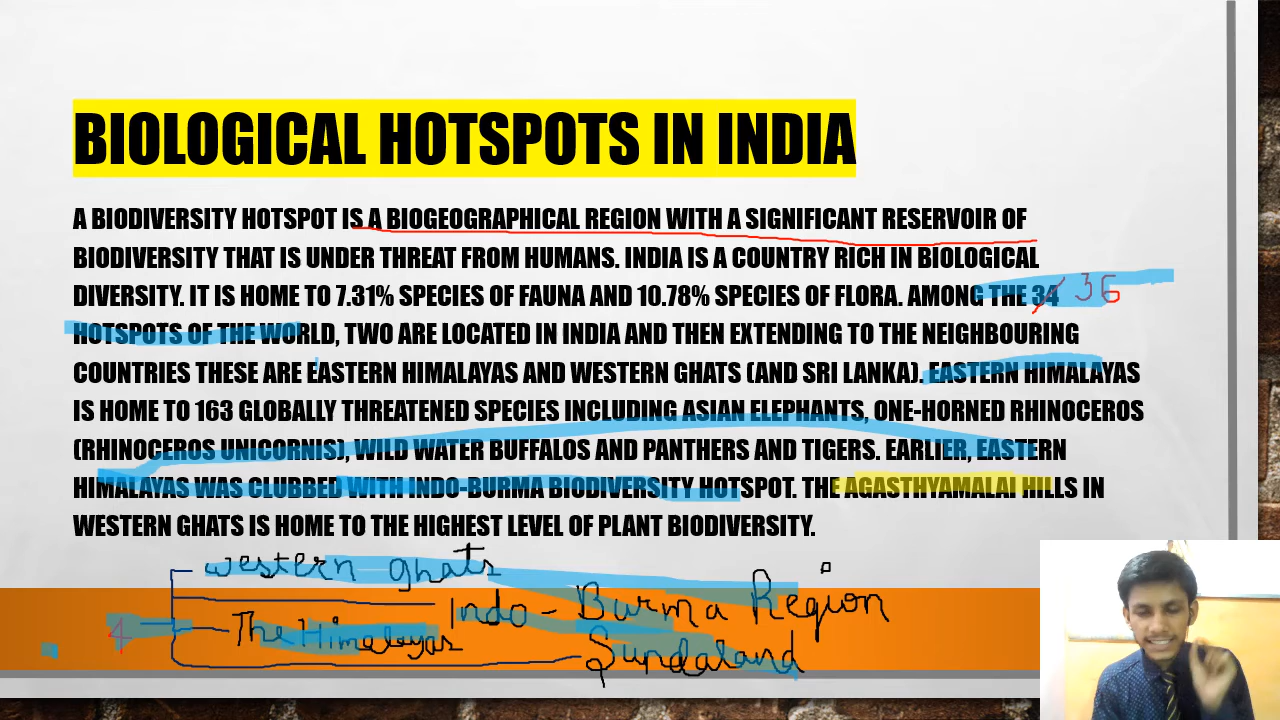 BIOLOGICAL HOTSPOTS IN INDIA
A BIODIVERSITY HOTSPOT IS A BIOGEOGRAPHICAL REGION WITH A SIGNIFICANT RESERVOIR OF
BIODIVERSITY THAT IS UNDER THREAT FROM HUMANS. INDIA IS A COUNTRY RICH IN BIOLOGICAL
DIVERSITY. IT IS HOME TO 7.31% SPECIES OF FAUNA AND 10.78% SPECIES OF FLORA. AMONG THE 34 36
HOTSPOTS OF THE WORLD, TWO ARE LOCATED IN INDIA AND THEN EXTENDING TO THE NEIGHBOURING
COUNTRIES THESE ARE EASTERN HIMALAYAS AND WESTERN GHATS (AND SRI LANKA). EASTERN HIMALAYAS
IS HOME TO 163 GLOBALLY THREATENED SPECIES INCLUDING ASIAN ELEPHANTS, ONE-HORNED RHINOCEROS
(RHINOCEROS UNICORNIS), WILD WATER BUFFALOS AND PANTHERS AND TIGERS. EARLIER, EASTERN
HIMALAYAS WAS CLUBBED WITH INDO-BURMA BIODIVERSITY HOTSPOT. THE AGASTHYAMALAI HILLS IN
WESTERN GHATS IS HOME TO THE HIGHEST LEVEL OF PLANT BIODIVERSITY.
western ghats
Indo - Burma Region
4 The Himalayas
Sundaland